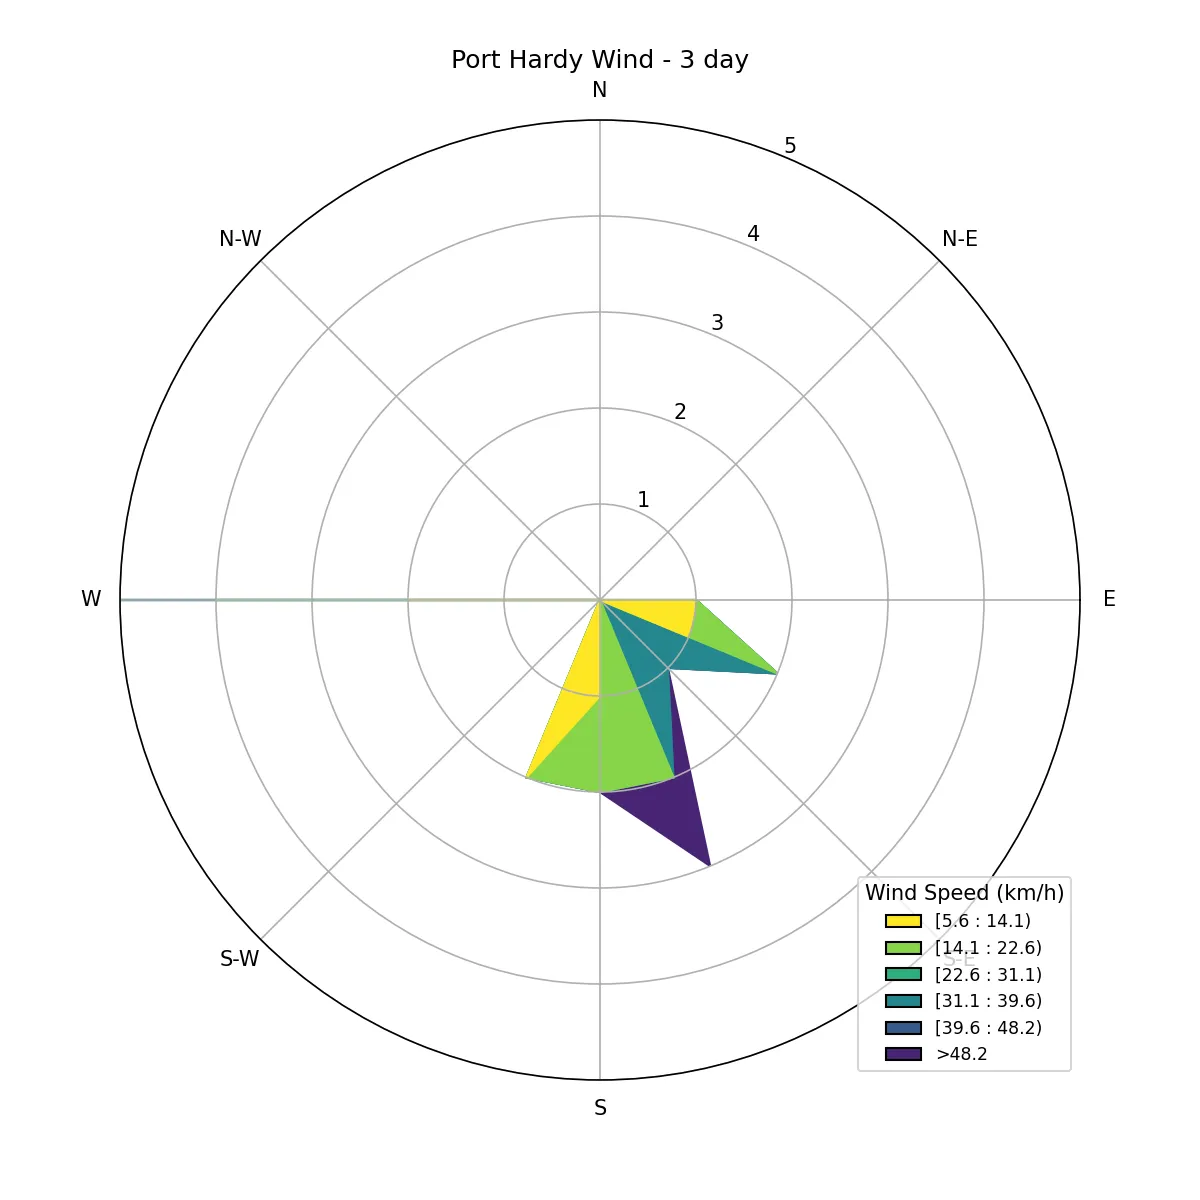 Port Hardy Wind - 3 day
N
5
N-W
4
N-E
3
2
1
W
E
Wind Speed (km/h)
[5.6 : 14.1)
[14.1 : 22.6)
S-W
S-E
[22.6 : 31.1)
[31.1 : 39.6)
[39.6 : 48.2)
>48.2
S